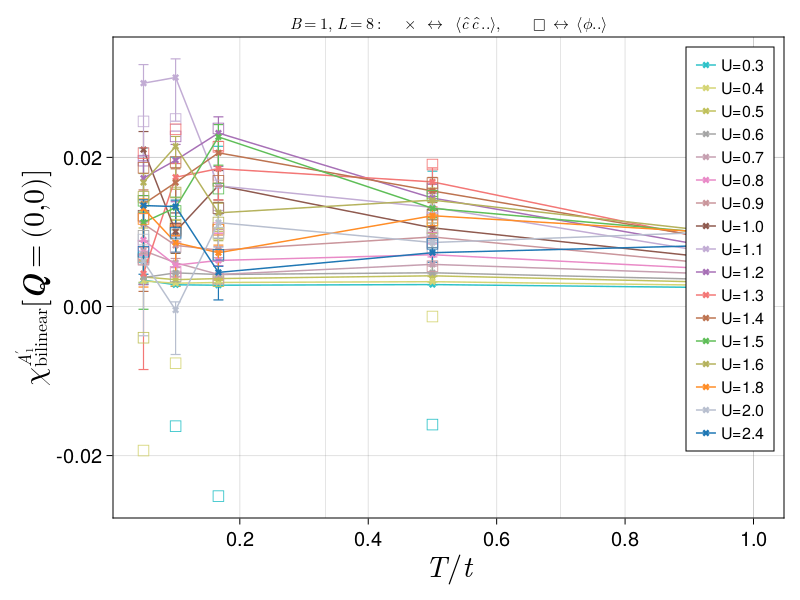 B = 1, L = 8 : × ↔ ⟨ĉ ĉ ..⟩, □ ↔ ⟨ϕ..⟩
χ^{A₁′}_{bilinear}[Q = (0,0)]
0.02
0.00
-0.02
0.2 0.4 0.6 0.8 1.0
T/t
U=0.3
U=0.4
U=0.5
U=0.6
U=0.7
U=0.8
U=0.9
U=1.0
U=1.1
U=1.2
U=1.3
U=1.4
U=1.5
U=1.6
U=1.8
U=2.0
U=2.4